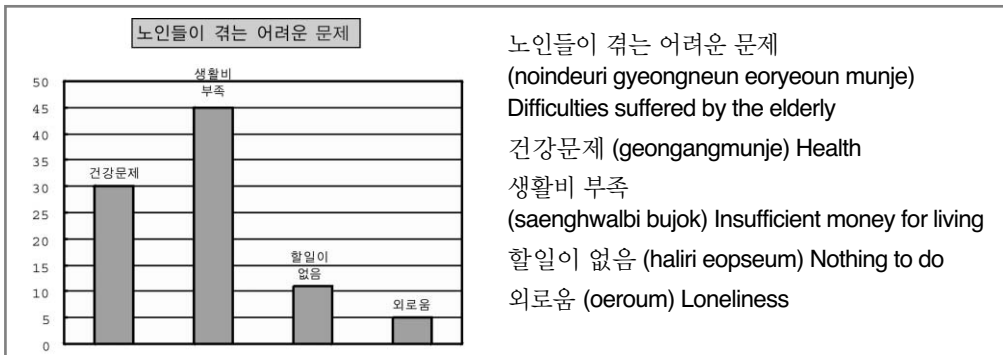 노인들이 겪는 어려운 문제
50
45
40
35
30
25
20
15
10
5
0
건강문제
생활비
부족
할일이
없음
외로움
노인들이 겪는 어려운 문제
(noindeuri gyeongneun eoryeoun munje)
Difficulties suffered by the elderly
건강문제 (geongangmunje) Health
생활비 부족
(saenghwalbi bujok) Insufficient money for living
할일이 없음 (haliri eopseum) Nothing to do
외로움 (oeroum) Loneliness